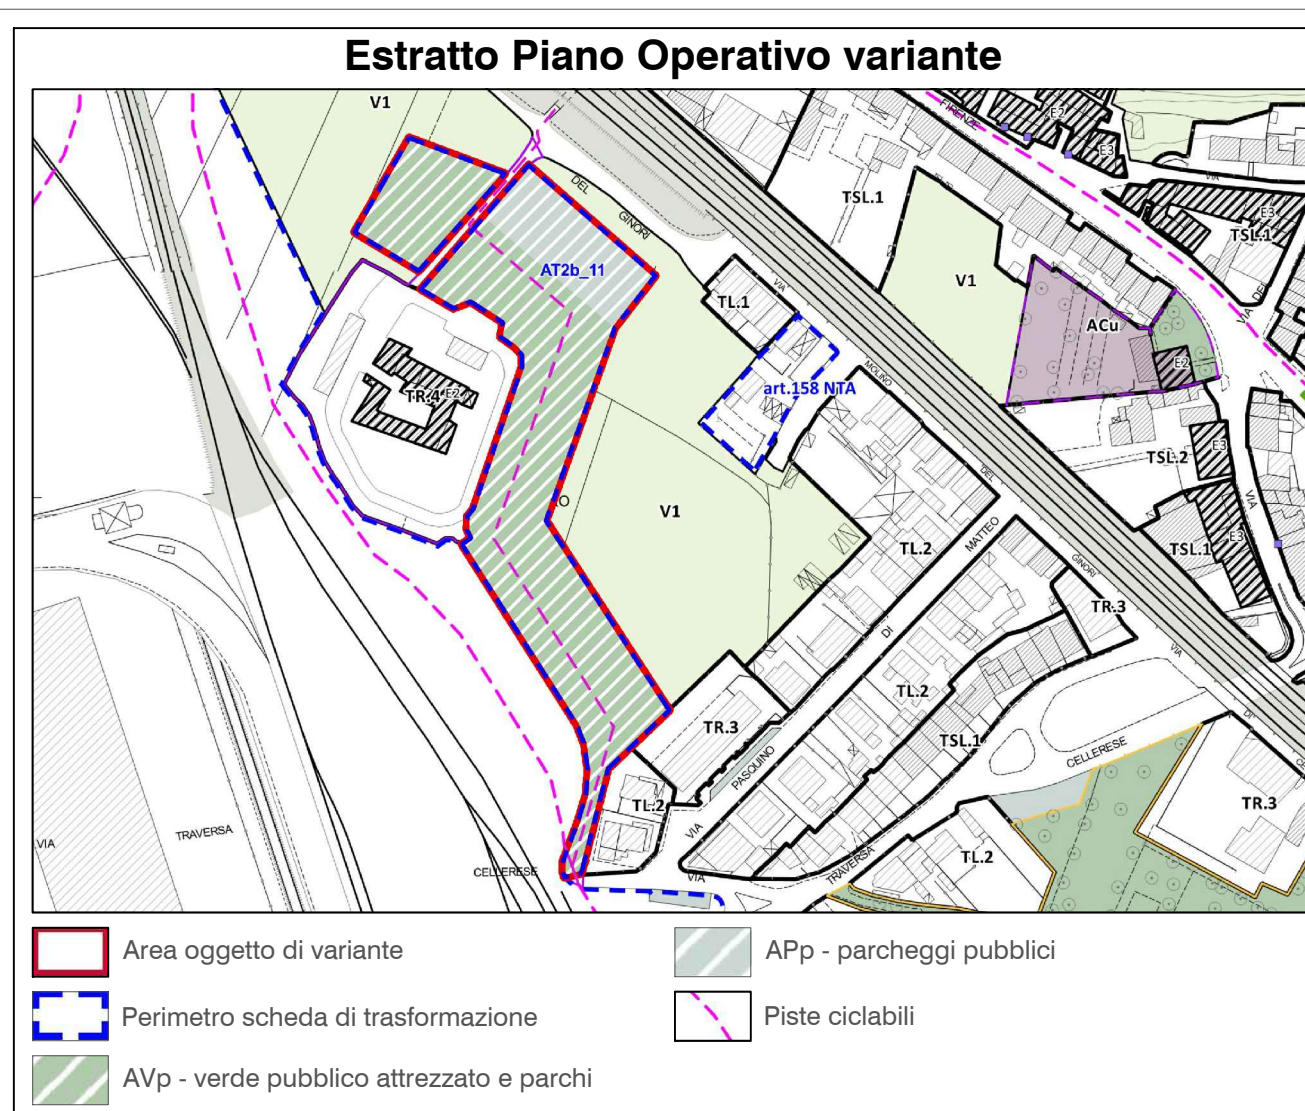 Estratto Piano Operativo variante
V1
FIRENZE
E2
E3
VIA
DEL
GINORI
TSL.1
E3
TSL.1
AT2b_11
V1
VIA
DEL
VIA
TL.1
ACu
MOLINO
E2
TR.4 E2
art.158 NTA
TSL.2
E3
DEL
VIA
V1
O
TL.2
MATTEO
TSL.1
E3
GINORI
DI
TR.3
VIA
TL.2
TR.3
TSL.1
DI
CELLERESE
PASQUINO
TL.2
TR.3
VIA
TRAVERSA
VIA
TL.2
CELLERESE
VIA
TRAVERSA
Area oggetto di variante
APp - parcheggi pubblici
Perimetro scheda di trasformazione
Piste ciclabili
AVp - verde pubblico attrezzato e parchi